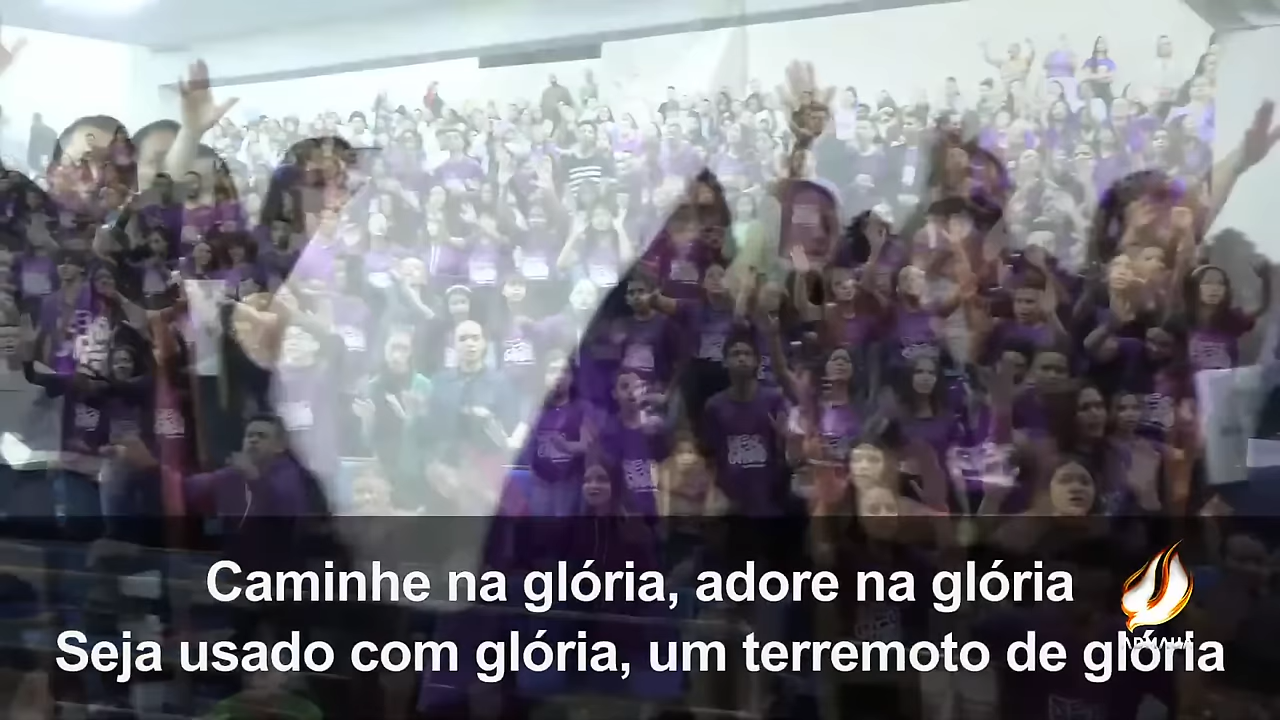 Caminhe na glória, adore na glória
Seja usado com glória, um terremoto de glória